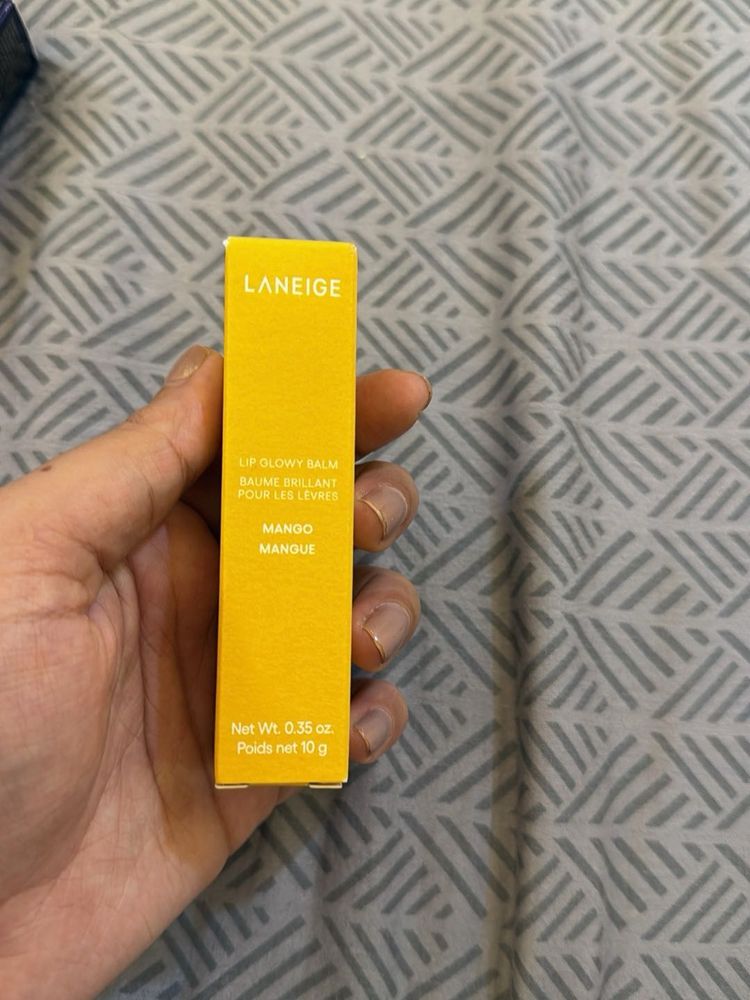 LANEIGE
LIP GLOWY BALM
BAUME BRILLANT
POUR LES LÈVRES
MANGO
MANGUE
Net Wt. 0.35 oz.
Poids net 10 g